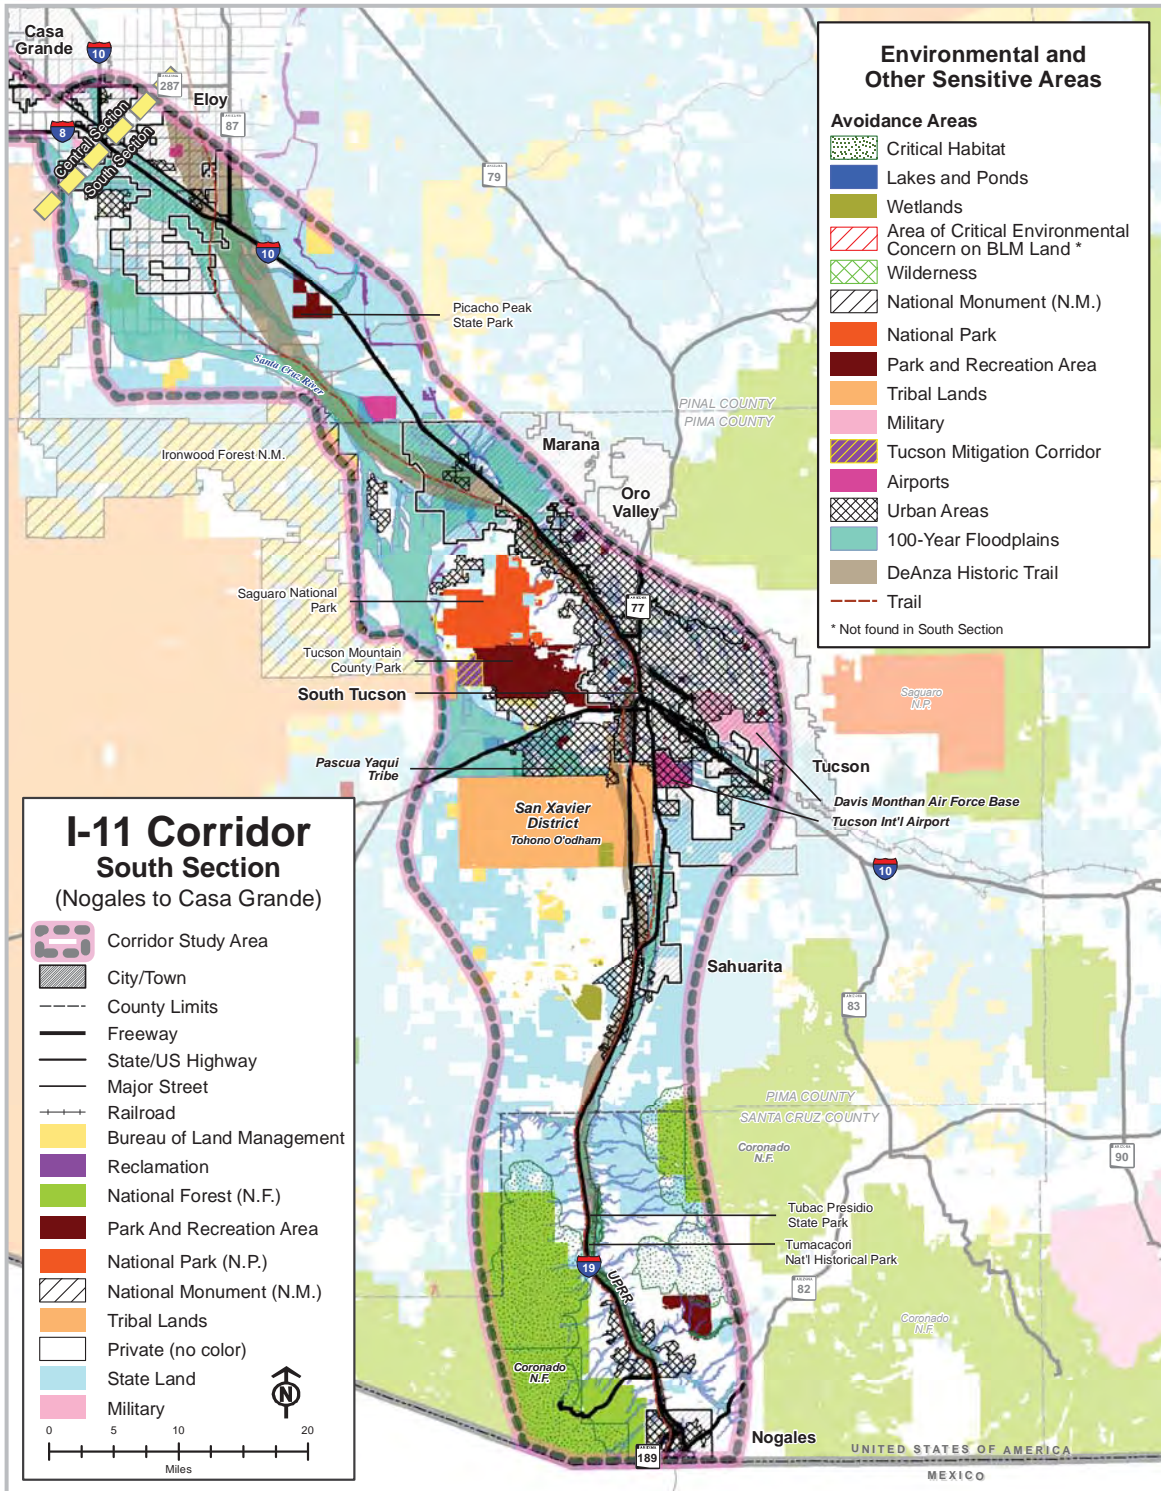 Casa
Grande
10
ARIZONA
287
Eloy
ARIZONA
87
8
Central Section
South Section
ARIZONA
79
10
Picacho Peak
State Park
Santa Cruz River
PINAL COUNTY
PIMA COUNTY
Ironwood Forest N.M.
Marana
Oro
Valley
Saguaro National
Park
ARIZONA
77
Tucson Mountain
County Park
South Tucson
Saguaro
N.P.
Pascua Yaqui
Tribe
Tucson
Davis Monthan Air Force Base
Tucson Int'l Airport
San Xavier
District
Tohono O'odham
10
Sahuarita
ARIZONA
83
PIMA COUNTY
SANTA CRUZ COUNTY
Coronado
N.F.
ARIZONA
90
Tubac Presidio
State Park
Tumacacori
Nat'l Historical Park
19
UPRR
ARIZONA
82
Coronado
N.F.
Coronado
N.F.
Nogales
ARIZONA
189
UNITED STATES OF AMERICA
MEXICO
Environmental and
Other Sensitive Areas
Avoidance Areas
Critical Habitat
Lakes and Ponds
Wetlands
Area of Critical Environmental
Concern on BLM Land *
Wilderness
National Monument (N.M.)
National Park
Park and Recreation Area
Tribal Lands
Military
Tucson Mitigation Corridor
Airports
Urban Areas
100-Year Floodplains
DeAnza Historic Trail
Trail
* Not found in South Section
I-11 Corridor
South Section
(Nogales to Casa Grande)
Corridor Study Area
City/Town
County Limits
Freeway
State/US Highway
Major Street
Railroad
Bureau of Land Management
Reclamation
National Forest (N.F.)
Park And Recreation Area
National Park (N.P.)
National Monument (N.M.)
Tribal Lands
Private (no color)
State Land
Military
N
0 5 10 20
Miles